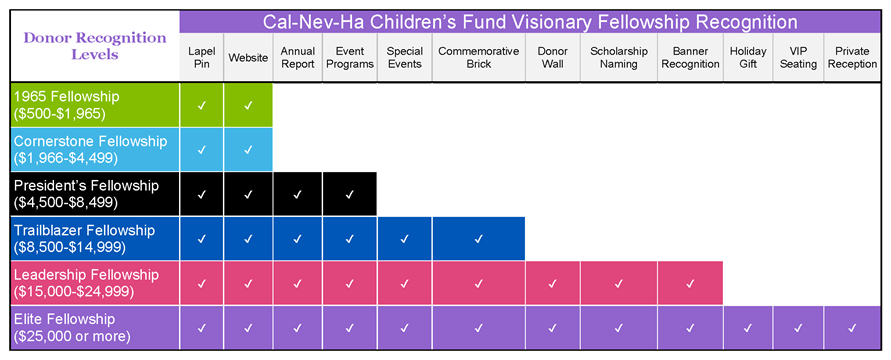 Cal-Nev-Ha Children's Fund Visionary Fellowship Recognition
Donor Recognition
Levels
Lapel
Pin
Website
Annual
Report
Event
Programs
Special
Events
Commemorative
Brick
Donor
Wall
Scholarship
Naming
Banner
Recognition
Holiday
Gift
VIP
Seating
Private
Reception
1965 Fellowship
($500-$1,965)
✓ ✓
Cornerstone Fellowship
($1,966-$4,499)
✓ ✓
President's Fellowship
($4,500-$8,499)
✓ ✓ ✓ ✓
Trailblazer Fellowship
($8,500-$14,999)
✓ ✓ ✓ ✓ ✓ ✓
Leadership Fellowship
($15,000-$24,999)
✓ ✓ ✓ ✓ ✓ ✓ ✓ ✓ ✓
Elite Fellowship
($25,000 or more)
✓ ✓ ✓ ✓ ✓ ✓ ✓ ✓ ✓ ✓ ✓ ✓